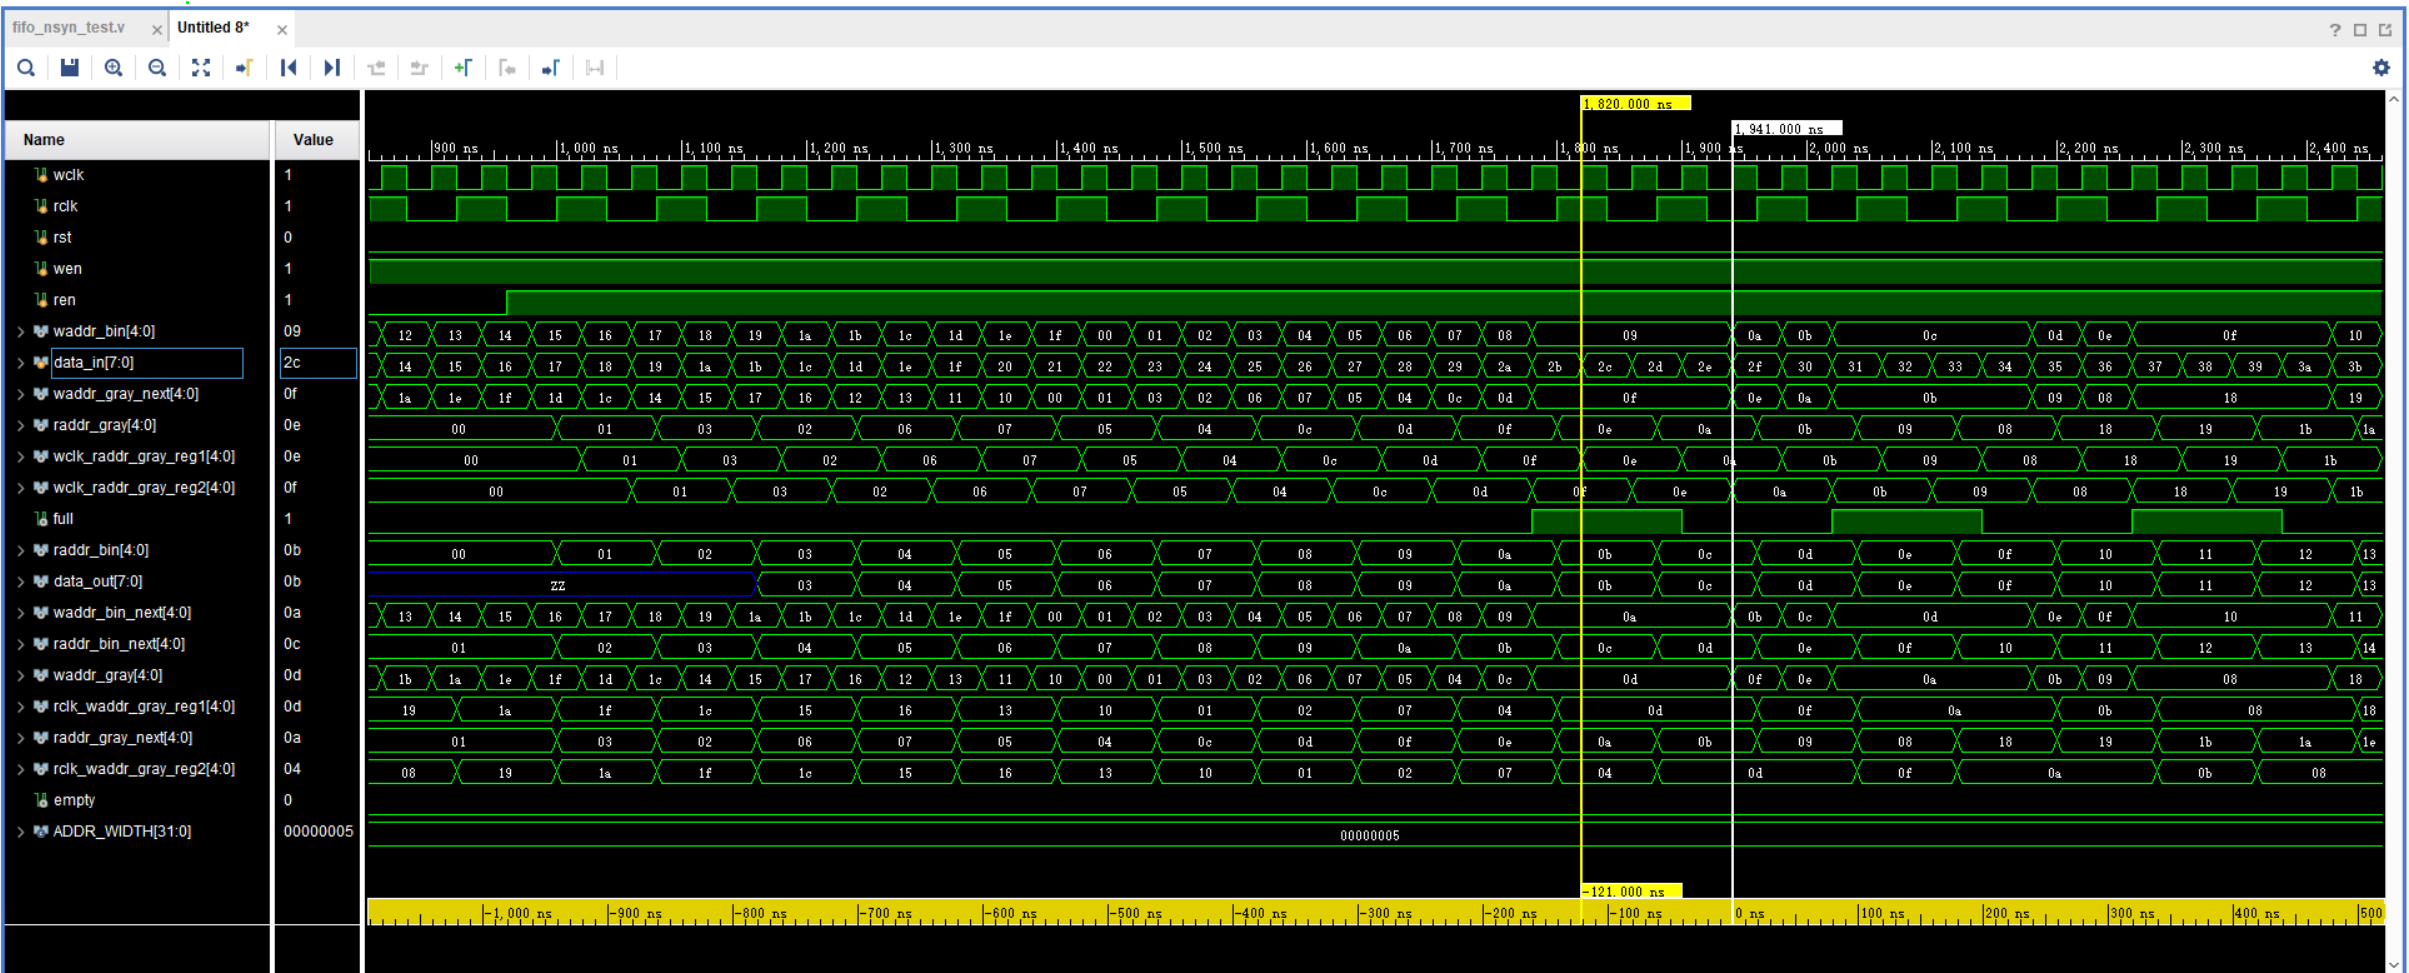 fifo_nsyn_test.v × Untitled 8* ×
1,820.000 ns
1,941.000 ns
Name Value
900 ns 1,000 ns 1,100 ns 1,200 ns 1,300 ns 1,400 ns 1,500 ns 1,600 ns 1,700 ns 1,800 ns 1,900 ns 2,000 ns 2,100 ns 2,200 ns 2,300 ns 2,400 ns
wclk 1
rclk 1
rst 0
wen 1
ren 1
waddr_bin[4:0] 09 12 13 14 15 16 17 18 19 1a 1b 1c 1d 1e 1f 00 01 02 03 04 05 06 07 08 09 0a 0b 0c 0d 0e 0f 10
data_in[7:0] 2c 14 15 16 17 18 19 1a 1b 1c 1d 1e 1f 20 21 22 23 24 25 26 27 28 29 2a 2b 2c 2d 2e 2f 30 31 32 33 34 35 36 37 38 39 3a 3b
waddr_gray_next[4:0] 0f 1a 1e 1f 1d 1c 14 15 17 16 12 13 11 10 00 01 03 02 06 07 05 04 0c 0d 0f 0e 0a 0b 09 08 18 19
raddr_gray[4:0] 0e 00 01 03 02 06 07 05 04 0c 0d 0f 0e 0a 0b 09 08 18 19 1b 1a
wclk_raddr_gray_reg1[4:0] 0e 00 01 03 02 06 07 05 04 0c 0d 0f 0e 0a 0b 09 08 18 19 1b
wclk_raddr_gray_reg2[4:0] 0f 00 01 03 02 06 07 05 04 0c 0d 0f 0e 0a 0b 09 08 18 19 1b
full 1
raddr_bin[4:0] 0b 00 01 02 03 04 05 06 07 08 09 0a 0b 0c 0d 0e 0f 10 11 12 13
data_out[7:0] 0b ZZ 03 04 05 06 07 08 09 0a 0b 0c 0d 0e 0f 10 11 12 13
waddr_bin_next[4:0] 0a 13 14 15 16 17 18 19 1a 1b 1c 1d 1e 1f 00 01 02 03 04 05 06 07 08 09 0a 0b 0c 0d 0e 0f 10 11
raddr_bin_next[4:0] 0c 01 02 03 04 05 06 07 08 09 0a 0b 0c 0d 0e 0f 10 11 12 13 14
waddr_gray[4:0] 0d 1b 1a 1e 1f 1d 1c 14 15 17 16 12 13 11 10 00 01 03 02 06 07 05 04 0c 0d 0f 0e 0a 0b 09 08 18
rclk_waddr_gray_reg1[4:0] 0d 19 1a 1f 1c 15 16 13 10 01 02 07 04 0d 0f 0a 0b 08 18
raddr_gray_next[4:0] 0a 01 03 02 06 07 05 04 0c 0d 0f 0e 0a 0b 09 08 18 19 1b 1a 1e
rclk_waddr_gray_reg2[4:0] 04 08 19 1a 1f 1c 15 16 13 10 01 02 07 04 0d 0f 0a 0b 08
empty 0
ADDR_WIDTH[31:0] 00000005 00000005
-121.000 ns
-1,000 ns -900 ns -800 ns -700 ns -600 ns -500 ns -400 ns -300 ns -200 ns -100 ns 0 ns 100 ns 200 ns 300 ns 400 ns 500